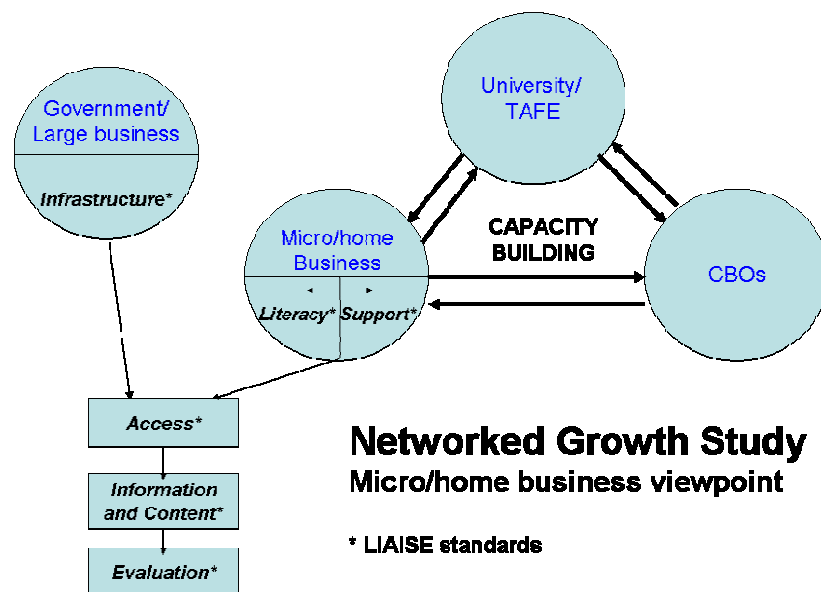 Government/
Large business
Infrastructure*
University/
TAFE
Micro/home
Business
Literacy*
Support*
CAPACITY
BUILDING
CBOs
Access*
Information
and Content*
Evaluation*
Networked Growth Study
Micro/home business viewpoint
* LIAISE standards